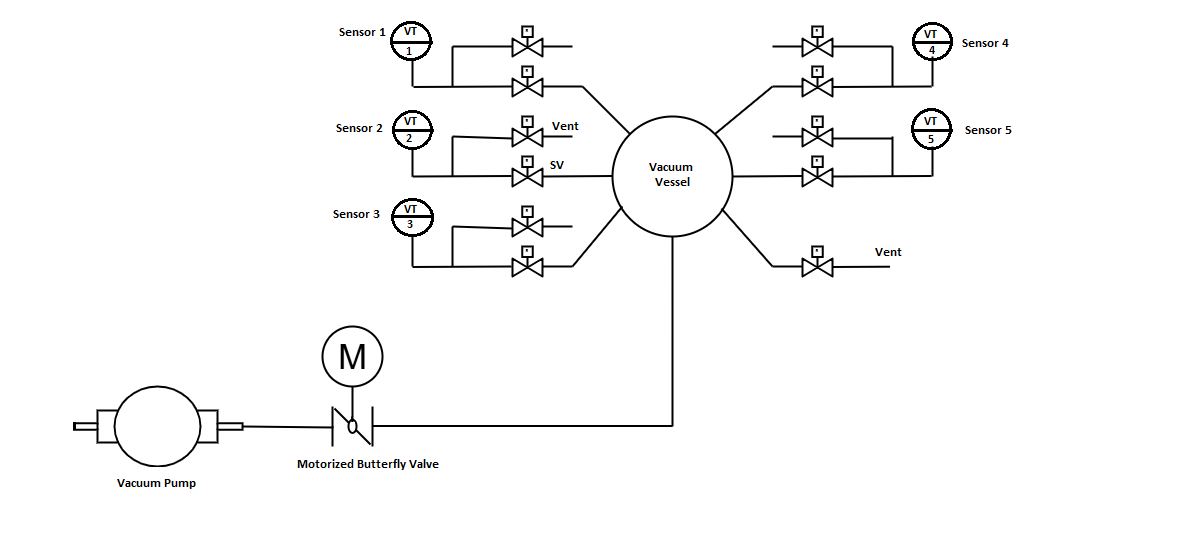 Sensor 1
VT
1
VT
4
Sensor 4
Sensor 2
VT
2
Vent
SV
VT
5
Sensor 5
Vacuum
Vessel
Sensor 3
VT
3
Vent
M
Motorized Butterfly Valve
Vacuum Pump